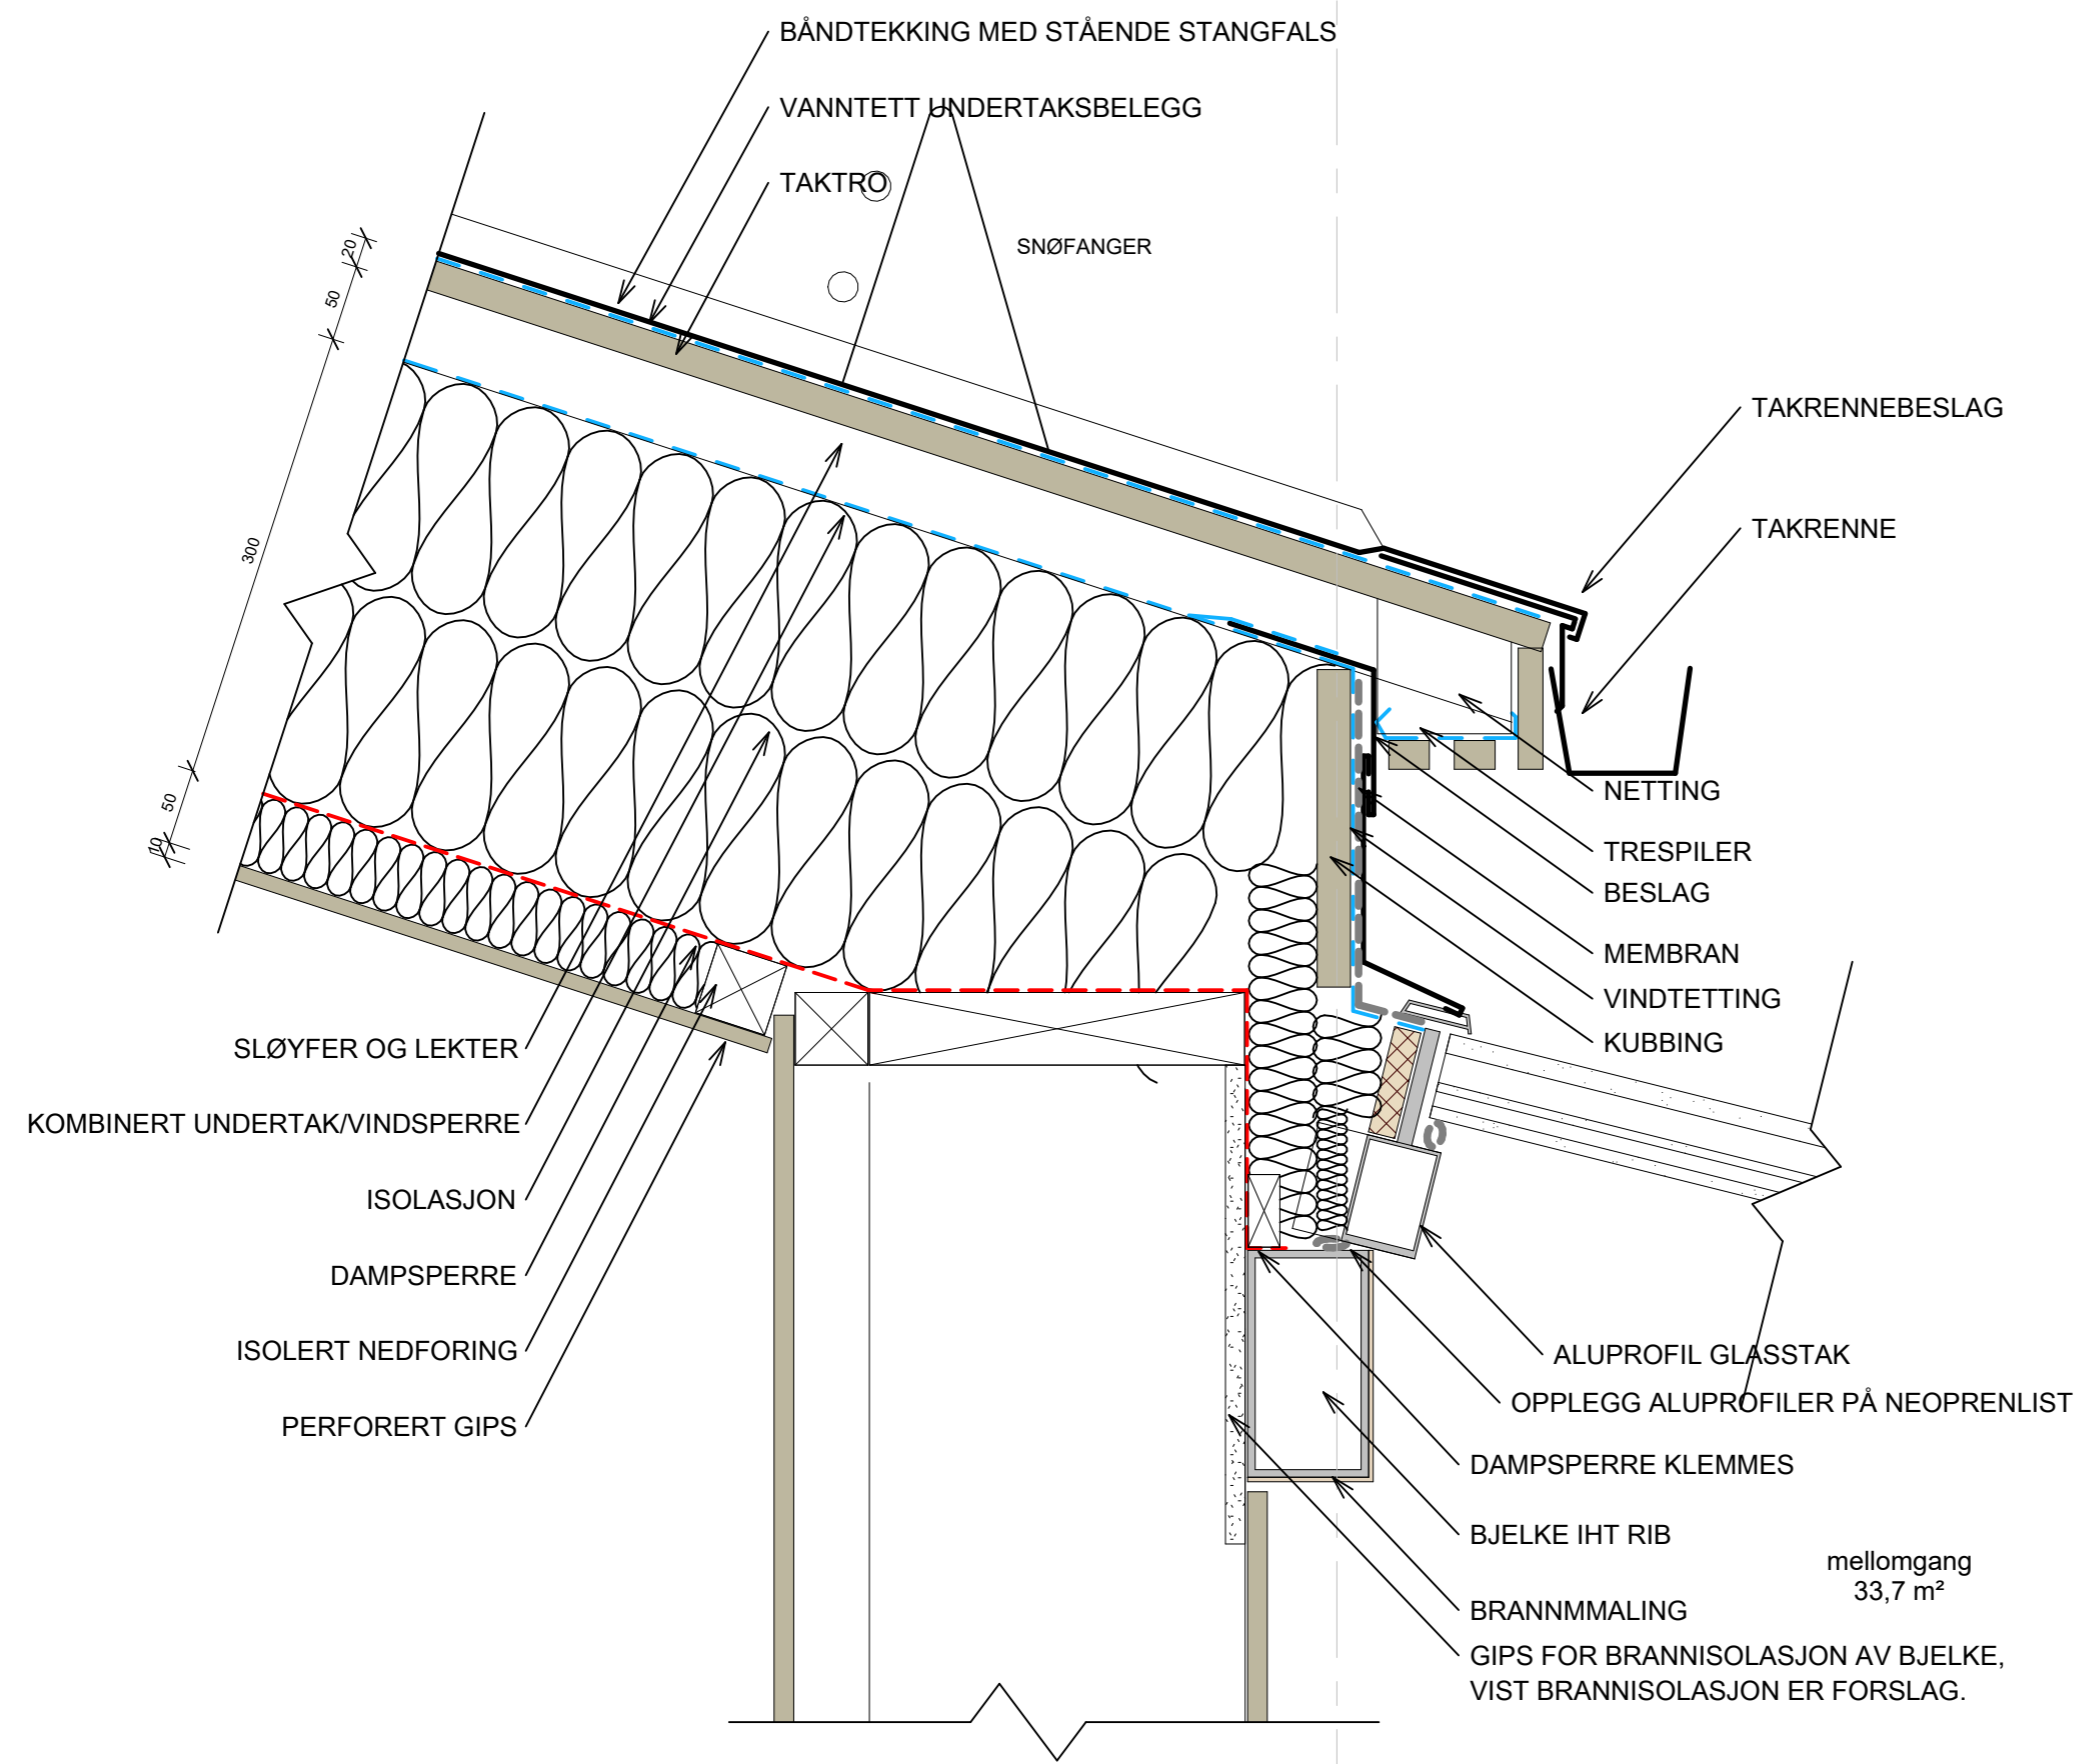 BÅNDTEKKING MED STÅENDE STANGFALS
VANNTETT UNDERTAKSBELEGG
TAKTRO
SNØFANGER
20
50
300
50
10
TAKRENNEBESLAG
TAKRENNE
NETTING
TRESPILER
BESLAG
MEMBRAN
VINDTETTING
KUBBING
SLØYFER OG LEKTER
KOMBINERT UNDERTAK/VINDSPERRE
ISOLASJON
DAMPSPERRE
ISOLERT NEDFORING
PERFORERT GIPS
ALUPROFIL GLASSTAK
OPPLEGG ALUPROFILER PÅ NEOPRENLIST
DAMPSPERRE KLEMMES
BJELKE IHT RIB
mellomgang
33,7 m²
BRANNMMALING
GIPS FOR BRANNISOLASJON AV BJELKE,
VIST BRANNISOLASJON ER FORSLAG.